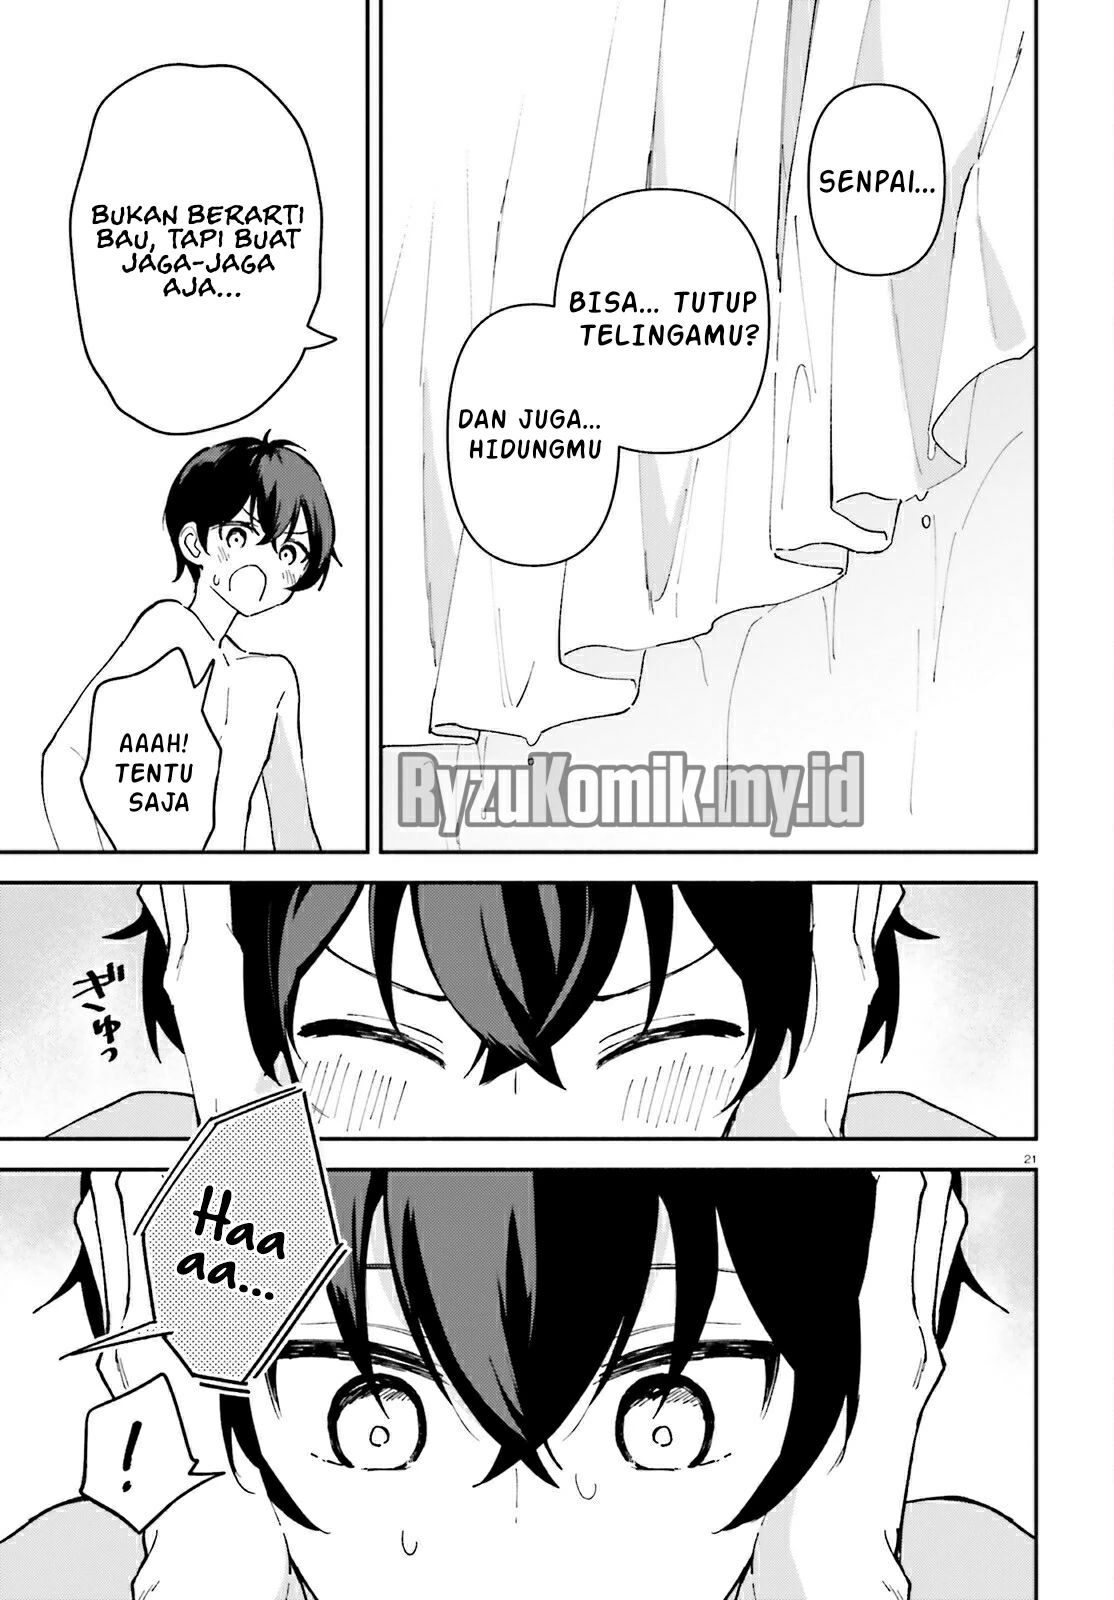 SENPAI...
BISA... TUTUP
TELINGAMU?
DAN JUGA...
HIDUNGMU
BUKAN BERARTI
BAU, TAPI BUAT
JAGA-JAGA
AJA...
AAAH!
TENTU
SAJA
RyzuKomik.my.id
ぎゅっ
21
Haa
aa...
!